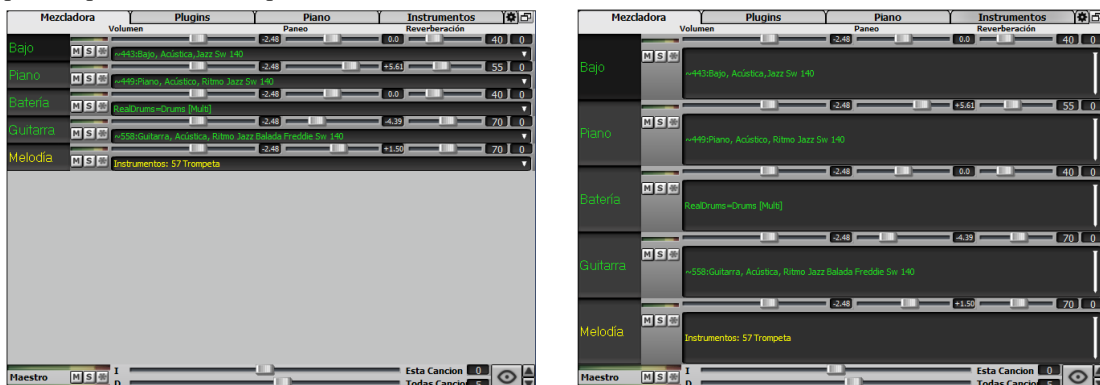 Mezcladora Plugins Piano Instrumentos
Volumen Paneo Reverberación
-2.48 0.0 40 0
Bajo M S
~443:Bajo, Acústica,Jazz Sw 140
-2.48 +5.61 55 0
Piano M S
~449:Piano, Acústico, Ritmo Jazz Sw 140
-2.48 0.0 40 0
Batería M S
RealDrums=Drums [Multi]
-2.48 -4.39 70 0
Guitarra M S
~558:Guitarra, Acústica, Ritmo Jazz Balada Freddie Sw 140
-2.48 +1.50 70 0
Melodía M S
Instrumentos: 57 Trompeta
Maestro M S I Esta Cancion 0
D Todas Cancio 5
Mezcladora Plugins Piano Instrumentos
Volumen Paneo Reverberación
-2.48 0.0 40 0
Bajo M S
~443:Bajo, Acústica,Jazz Sw 140
-2.48 +5.61 55 0
Piano M S
~449:Piano, Acústico, Ritmo Jazz Sw 140
-2.48 0.0 40 0
Batería M S
RealDrums=Drums [Multi]
-2.48 -4.39 70 0
Guitarra M S
~558:Guitarra, Acústica, Ritmo Jazz Balada Freddie Sw 140
-2.48 +1.50 70 0
Melodía M S
Instrumentos: 57 Trompeta
Maestro M S I Esta Cancion 0
D Todas Cancio 5